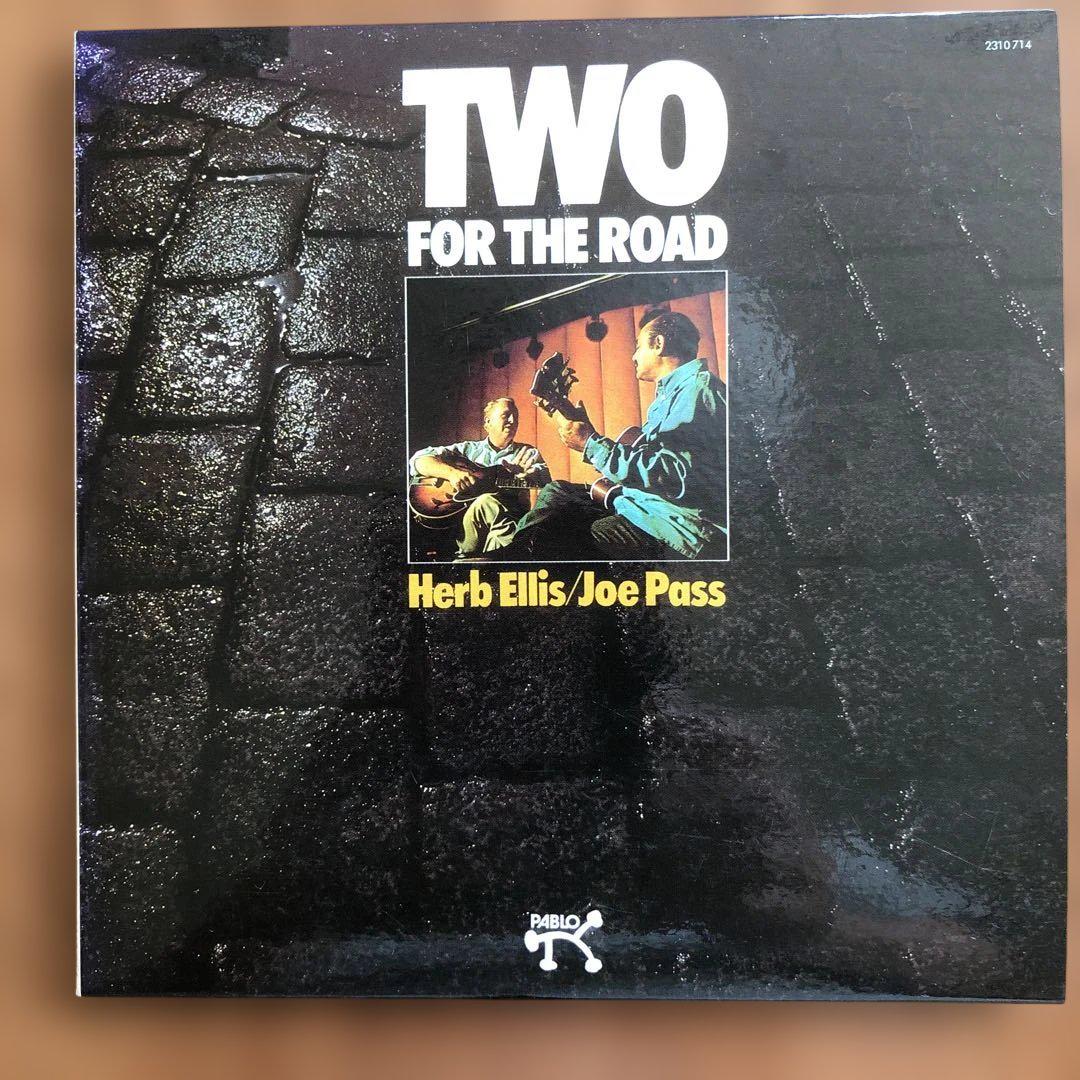 2310 714
TWO
FOR THE ROAD
Herb Ellis/Joe Pass
PABLO